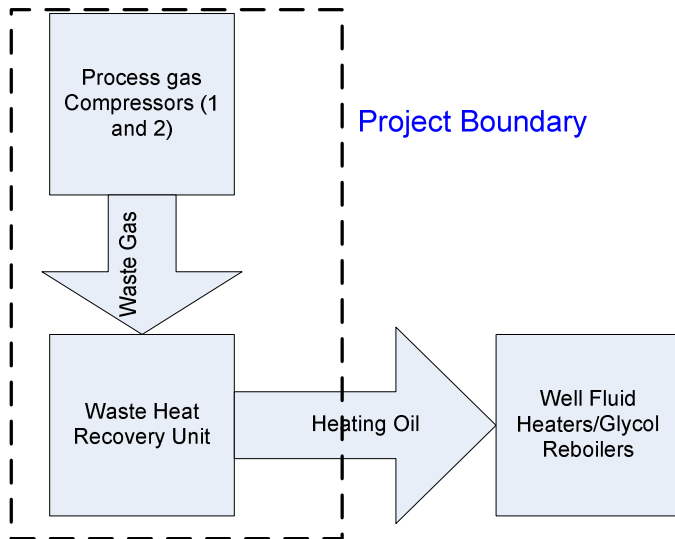 Process gas
Compressors (1
and 2)
Project Boundary
Waste Gas
Waste Heat
Recovery Unit
Heating Oil
Well Fluid
Heaters/Glycol
Reboilers